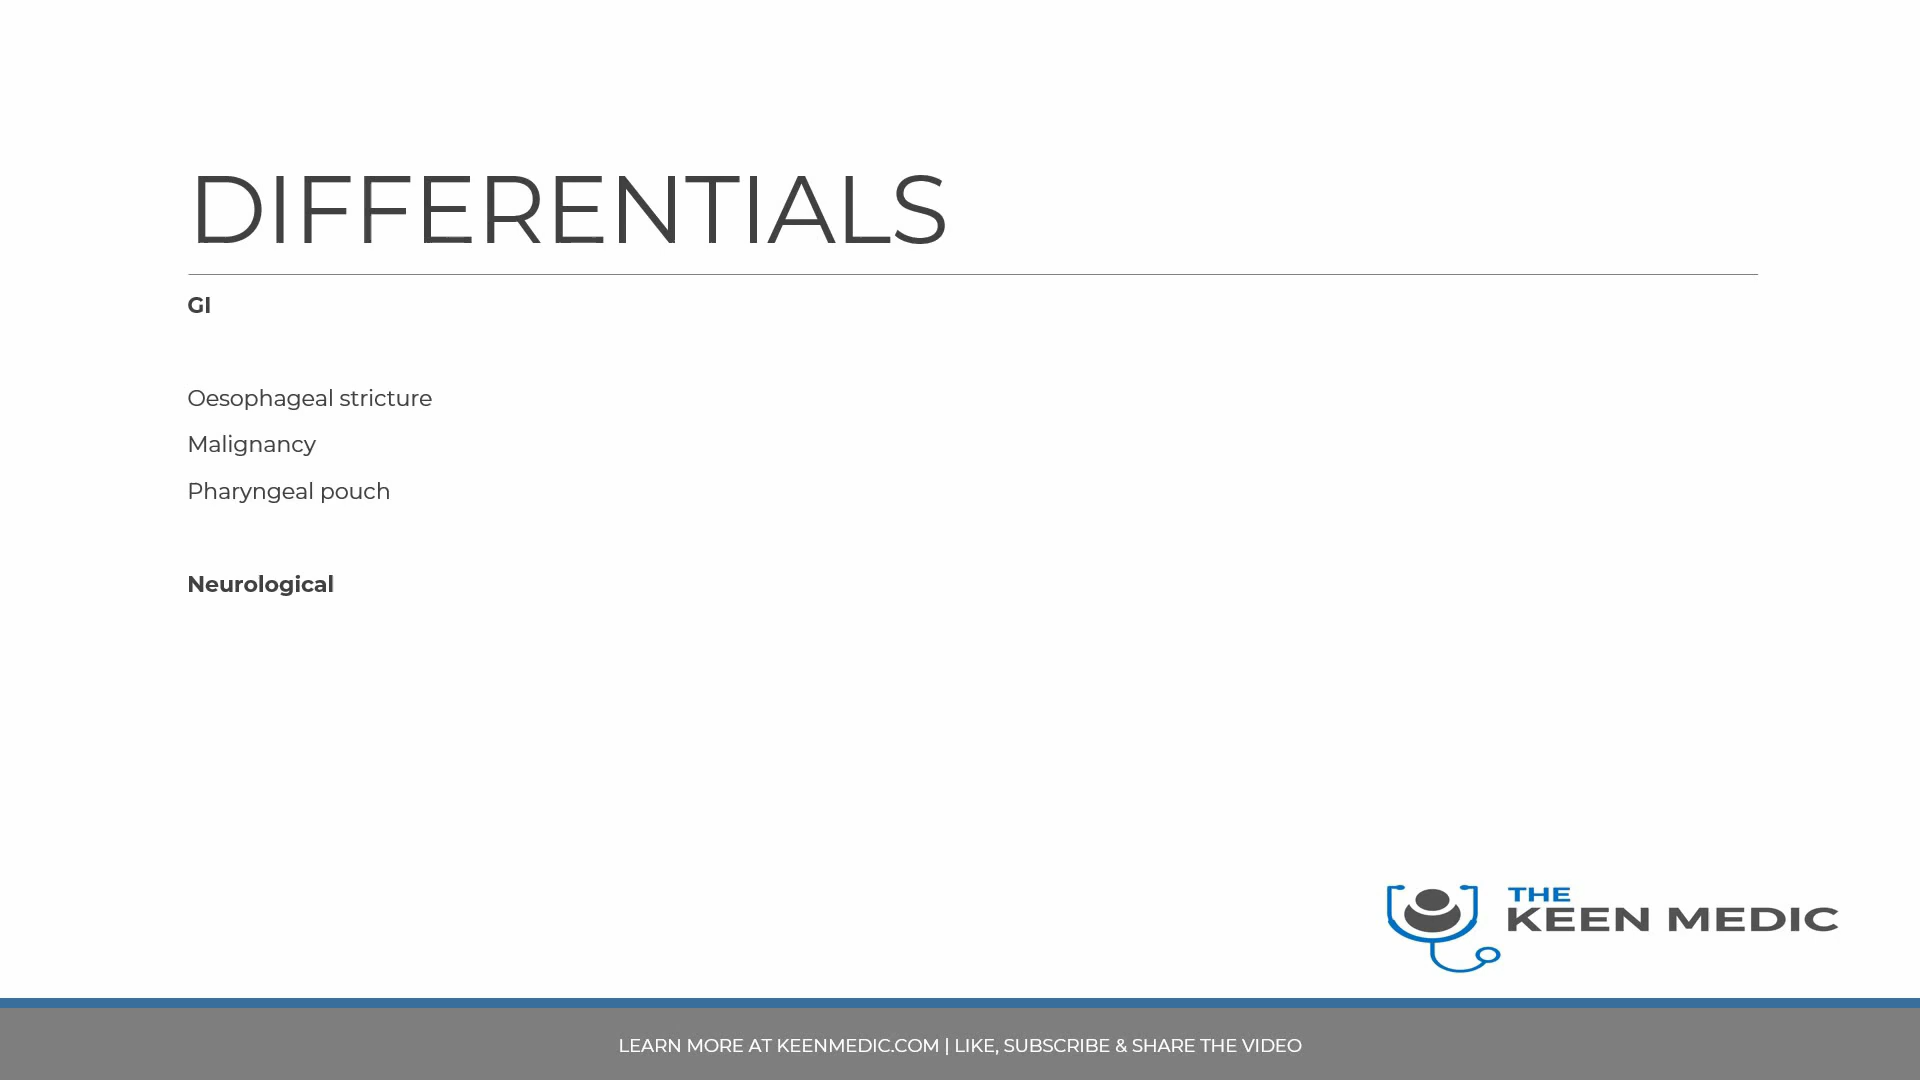 DIFFERENTIALS
GI
Oesophageal stricture
Malignancy
Pharyngeal pouch
Neurological
THE
KEEN MEDIC
LEARN MORE AT KEENMEDIC.COM | LIKE, SUBSCRIBE & SHARE THE VIDEO